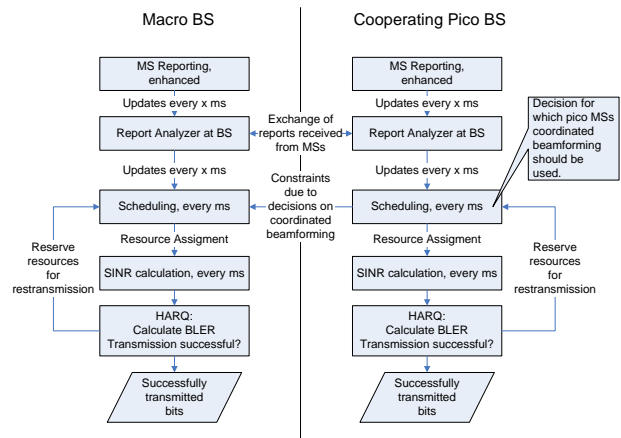 Macro BS
Cooperating Pico BS
MS Reporting,
enhanced
MS Reporting,
enhanced
Decision for
which pico MSs
coordinated
beamforming
should be
used.
Updates every x ms
Updates every x ms
Exchange of
reports received
from MSs
Report Analyzer at BS
Report Analyzer at BS
Updates every x ms
Updates every x ms
Constraints
due to
decisions on
coordinated
beamforming
Scheduling, every ms
Scheduling, every ms
Resource Assigment
Resource Assignment
Reserve
resources
for
restransmission
Reserve
resources
for
restransmission
SINR calculation, every ms
SINR calculation, every ms
HARQ:
Calculate BLER
Transmission successful?
HARQ:
Calculate BLER
Transmission successful?
Successfully
transmitted
bits
Successfully
transmitted
bits